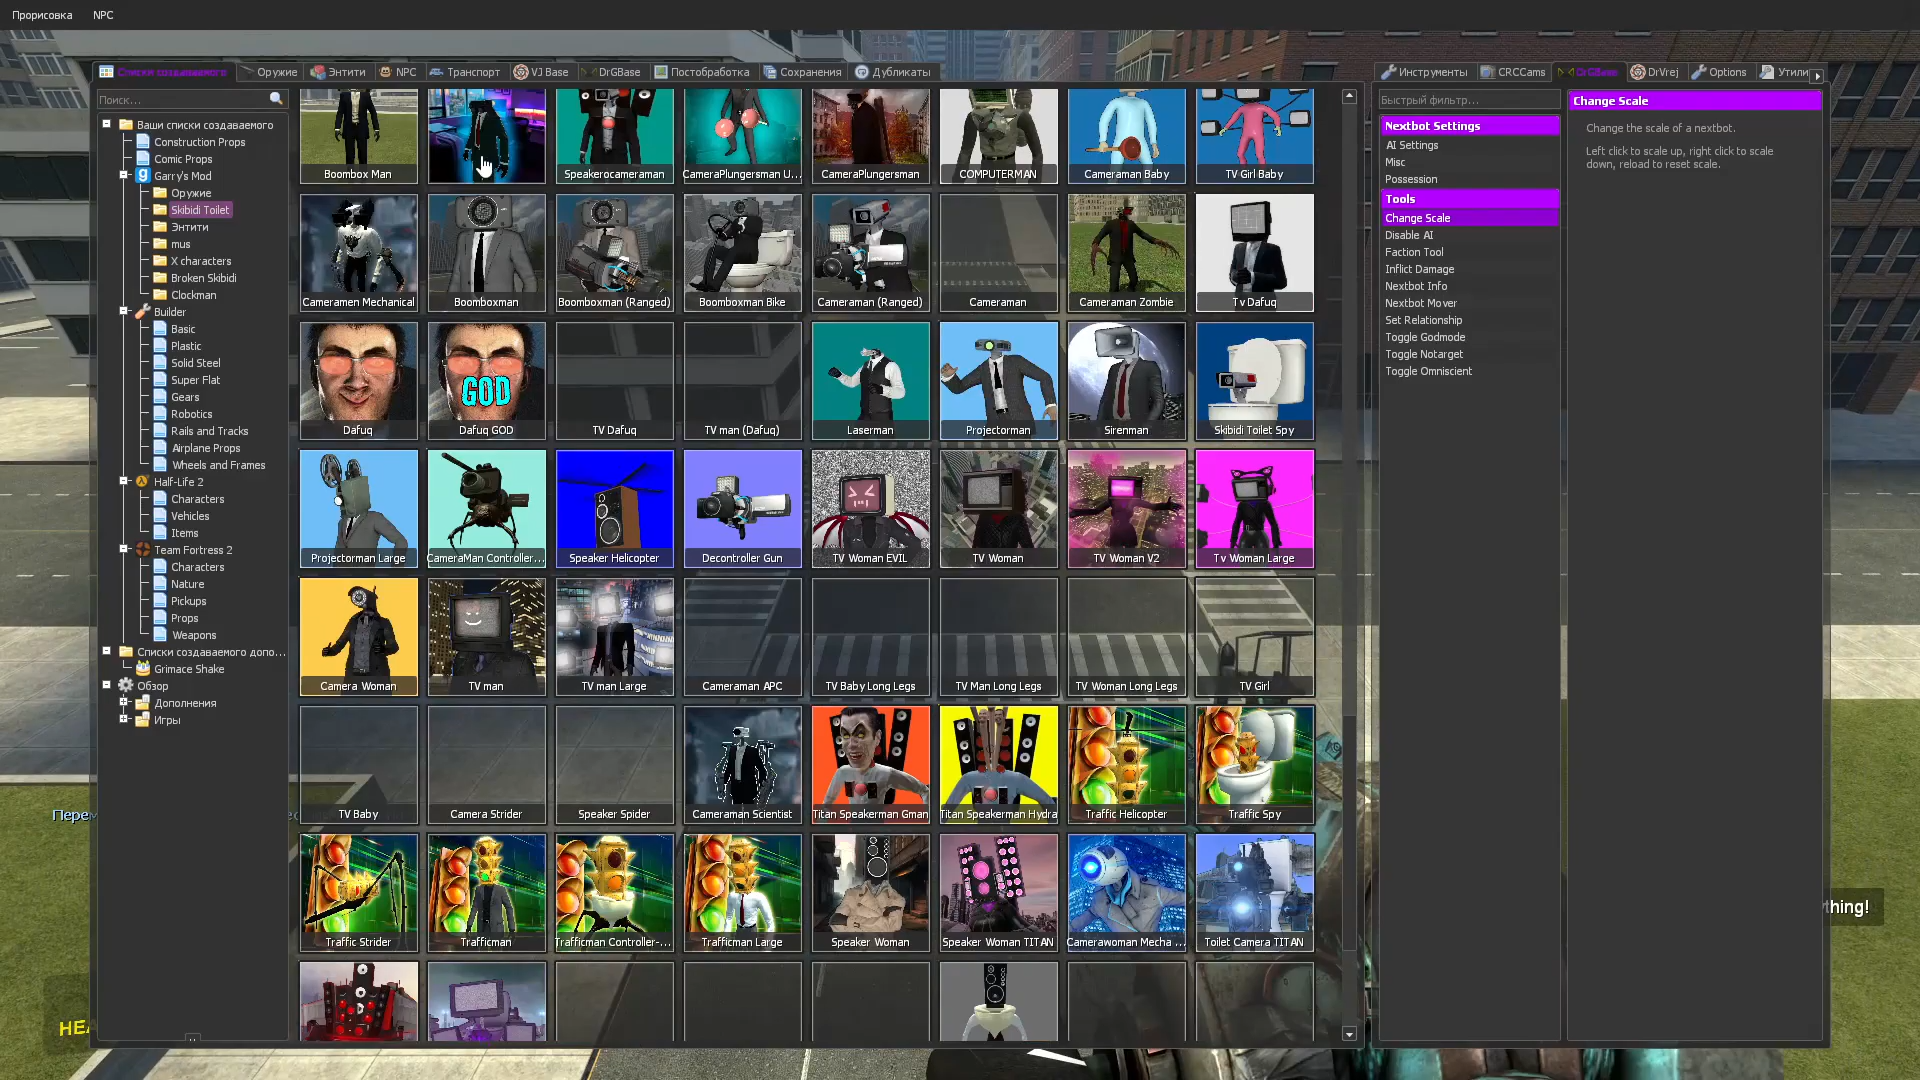 Прорисовка NPC
Списки создаваемого Оружие Энтити NPC Транспорт VJ Base DrGBase Постобработка Сохранения Дубликаты
Поиск...
Ваши списки создаваемого
Construction Props
Comic Props
Garry's Mod
Оружие
Skibidi Toilet
Энтити
mus
X characters
Broken Skibidi
Clockman
Builder
Basic
Plastic
Solid Steel
Super Flat
Gears
Robotics
Rails and Tracks
Airplane Props
Wheels and Frames
Half-Life 2
Characters
Vehicles
Items
Team Fortress 2
Characters
Nature
Pickups
Props
Weapons
Списки создаваемого допо...
Grimace Shake
Обзор
Дополнения
Игры
Boombox Man
Speakerocameraman
CameraPlungersman U...
CameraPlungersman
COMPUTERMAN
Cameraman Baby
TV Girl Baby
Cameramen Mechanical
Boomboxman
Boomboxman (Ranged)
Boomboxman Bike
Cameraman (Ranged)
Cameraman
Cameraman Zombie
Tv Dafuq
Dafuq
GOD
Dafuq GOD
TV Dafuq
TV man (Dafuq)
Laserman
Projectorman
Sirenman
Skibidi Toilet Spy
Projectorman Large
CameraMan Controller...
Speaker Helicopter
Decontroller Gun
TV Woman EVIL
TV Woman
TV Woman V2
Tv Woman Large
Camera Woman
TV man
TV man Large
Cameraman APC
TV Baby Long Legs
TV Man Long Legs
TV Woman Long Legs
TV Girl
TV Baby
Camera Strider
Speaker Spider
Cameraman Scientist
Titan Speakerman Gman
Titan Speakerman Hydra
Traffic Helicopter
Traffic Spy
Traffic Strider
Trafficman
Trafficman Controller-...
Trafficman Large
Speaker Woman
Speaker Woman TITAN
Camerawoman Mecha ...
Toilet Camera TITAN
Инструменты CRCCams DrGBase DrVrej Options Утили
Быстрый фильтр...
Nextbot Settings
AI Settings
Misc
Possession
Tools
Change Scale
Disable AI
Faction Tool
Inflict Damage
Nextbot Info
Nextbot Mover
Set Relationship
Toggle Godmode
Toggle Notarget
Toggle Omniscient
Change Scale
Change the scale of a nextbot.
Left click to scale up, right click to scale
down, reload to reset scale.
Перем
HEA
thing!